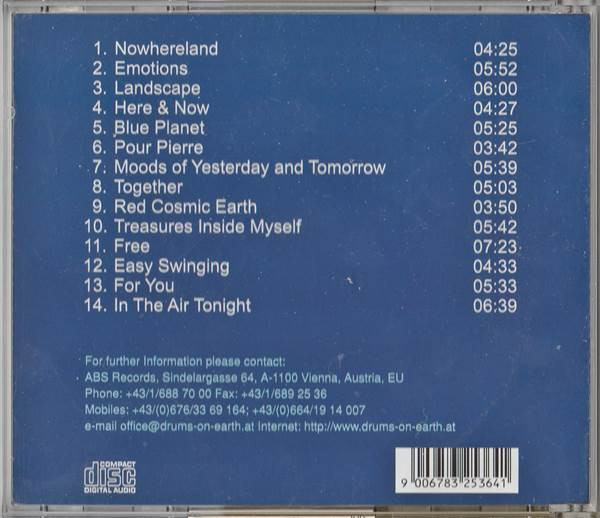 1. Nowhereland 04:25
2. Emotions 05:52
3. Landscape 06:00
4. Here & Now 04:27
5. Blue Planet 05:25
6. Pour Pierre 03:42
7. Moods of Yesterday and Tomorrow 05:39
8. Together 05:03
9. Red Cosmic Earth 03:50
10. Treasures Inside Myself 05:42
11. Free 07:23
12. Easy Swinging 04:33
13. For You 05:33
14. In The Air Tonight 06:39
For further Information please contact:
ABS Records, Sindelargasse 64, A-1100 Vienna, Austria, EU
Phone: +43/1/688 70 00 Fax: +43/1/689 25 36
Mobiles: +43/(0)676/33 69 164; +43/(0)664/19 14 007
e-mail office@drums-on-earth.at Internet: http://www.drums-on-earth.at
COMPACT
disc
DIGITAL AUDIO
9 006783 253641